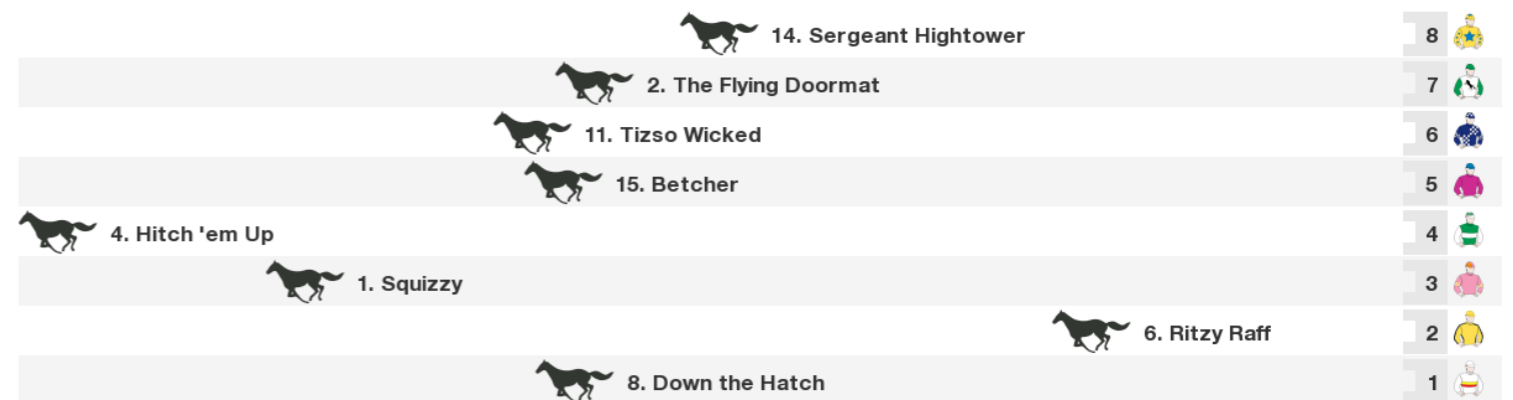 14. Sergeant Hightower 8
2. The Flying Doormat 7
11. Tizso Wicked 6
15. Betcher 5
4. Hitch 'em Up 4
1. Squizzy 3
6. Ritzy Raff 2
8. Down the Hatch 1